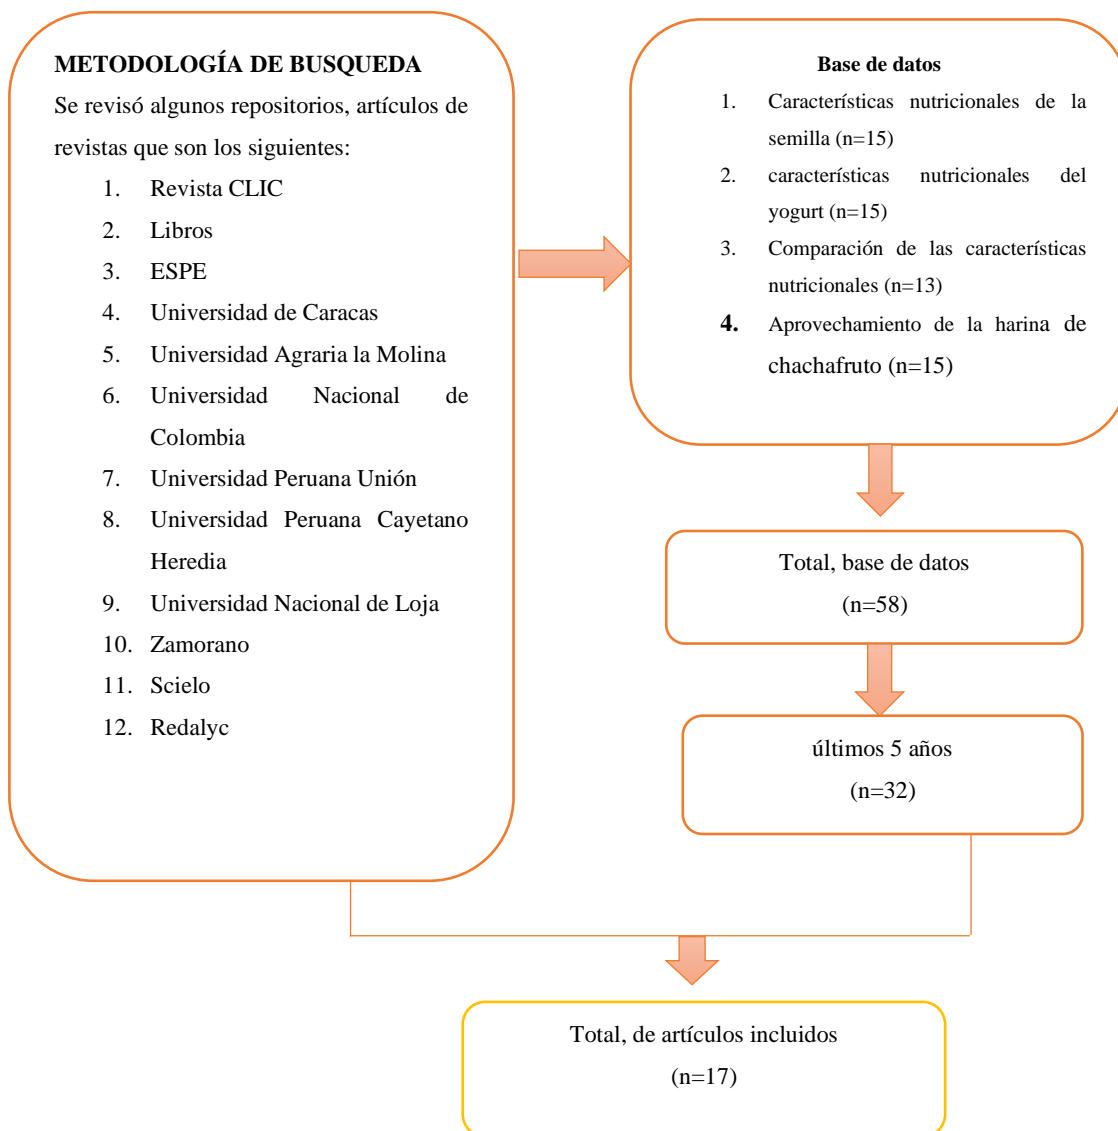 METODOLOGÍA DE BUSQUEDA
Se revisó algunos repositorios, artículos de
revistas que son los siguientes:
1. Revista CLIC
2. Libros
3. ESPE
4. Universidad de Caracas
5. Universidad Agraria la Molina
6. Universidad Nacional de
Colombia
7. Universidad Peruana Unión
8. Universidad Peruana Cayetano
Heredia
9. Universidad Nacional de Loja
10. Zamorano
11. Scielo
12. Redalyc
Base de datos
1. Característícas nutricionales de la
semilla (n=15)
2. características nutricionales del
yogurt (n=15)
3. Comparación de las características
nutricionales (n=13)
4. Aprovechamiento de la harina de
chachafruto (n=15)
Total, base de datos
(n=58)
últimos 5 años
(n=32)
Total, de artículos incluidos
(n=17)